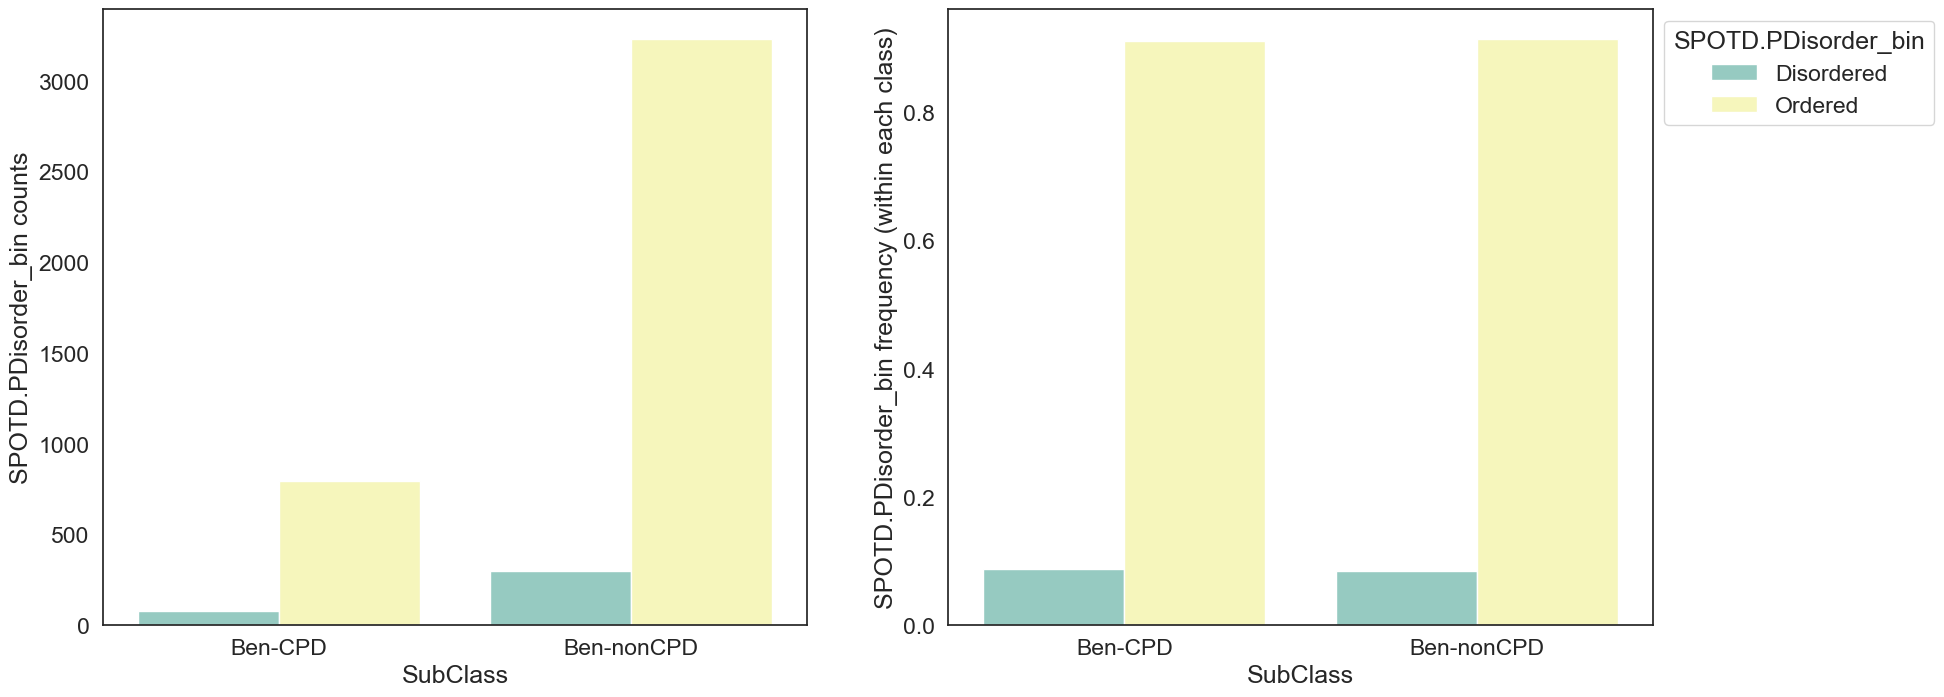 SPOTD.PDisorder_bin counts
3000
2500
2000
1500
1000
500
0
Ben-CPD
Ben-nonCPD
SubClass
SPOTD.PDisorder_bin frequency (within each class)
0.8
0.6
0.4
0.2
0.0
Ben-CPD
Ben-nonCPD
SubClass
SPOTD.PDisorder_bin
Disordered
Ordered